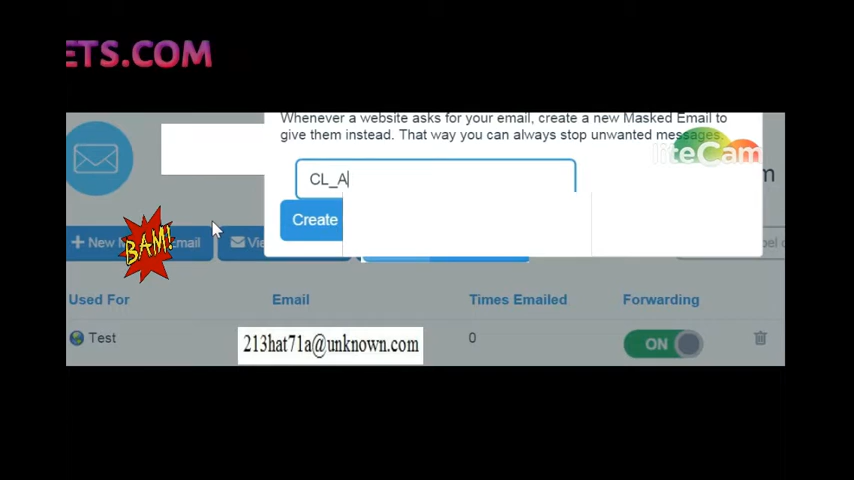 ETS.COM
Whenever a website asks for your email, create a new Masked Email to
give them instead. That way you can always stop unwanted messages.
liteCam
m
CL_A
Create
+ New Email
BAM!
Used For Email Times Emailed Forwarding
Test 213hat71a@unknown.com 0 ON